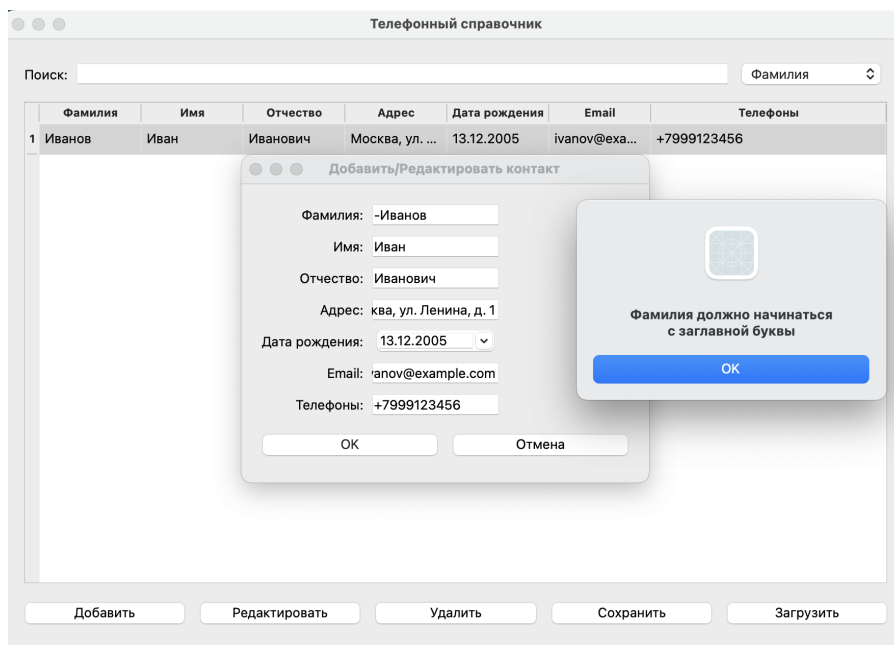 Телефонный справочник
Поиск:
Фамилия
Фамилия Имя Отчество Адрес Дата рождения Email Телефоны
1 Иванов Иван Иванович Москва, ул. ... 13.12.2005 ivanov@exa... +7999123456
Добавить/Редактировать контакт
Фамилия: -Иванов
Имя: Иван
Отчество: Иванович
Адрес: ква, ул. Ленина, д. 1
Дата рождения: 13.12.2005
Email: vanov@example.com
Телефоны: +7999123456
OK Отмена
Фамилия должно начинаться
с заглавной буквы
OK
Добавить Редактировать Удалить Сохранить Загрузить